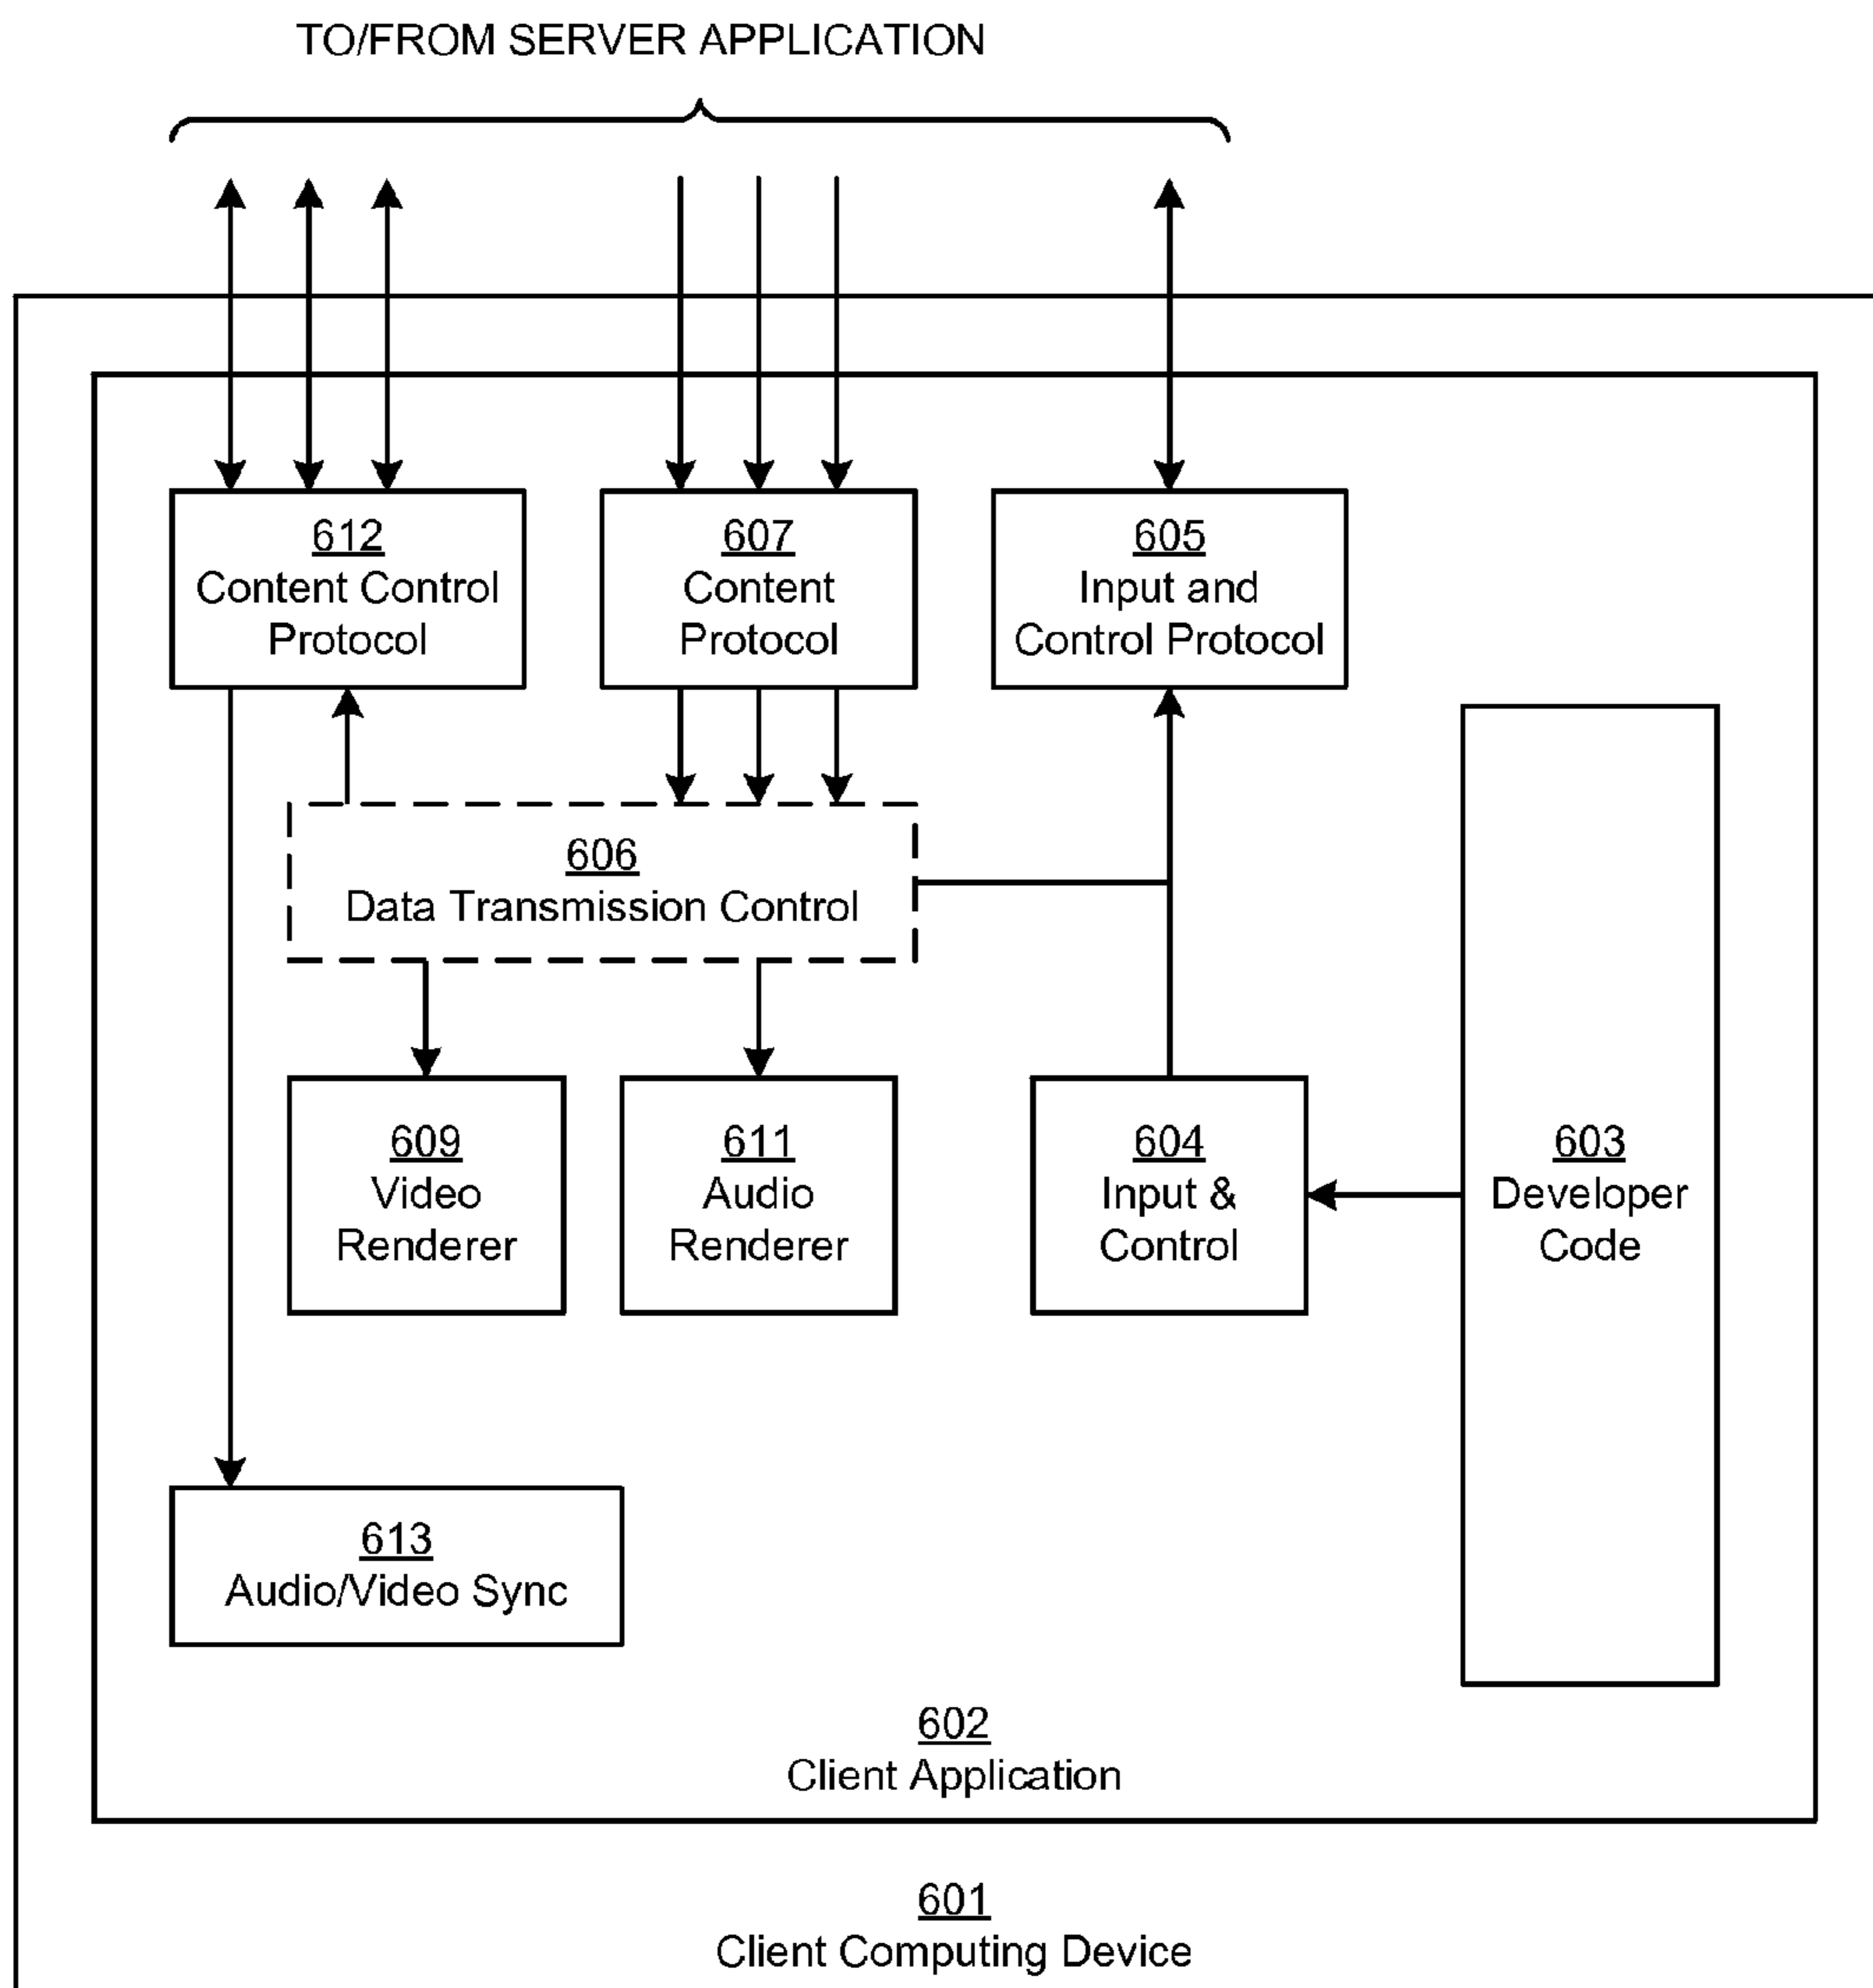 TO/FROM SERVER APPLICATION
612
Content Control
Protocol
607
Content
Protocol
605
Input and
Control Protocol
606
Data Transmission Control
609
Video
Renderer
611
Audio
Renderer
604
Input &
Control
603
Developer
Code
613
Audio/Video Sync
602
Client Application
601
Client Computing Device